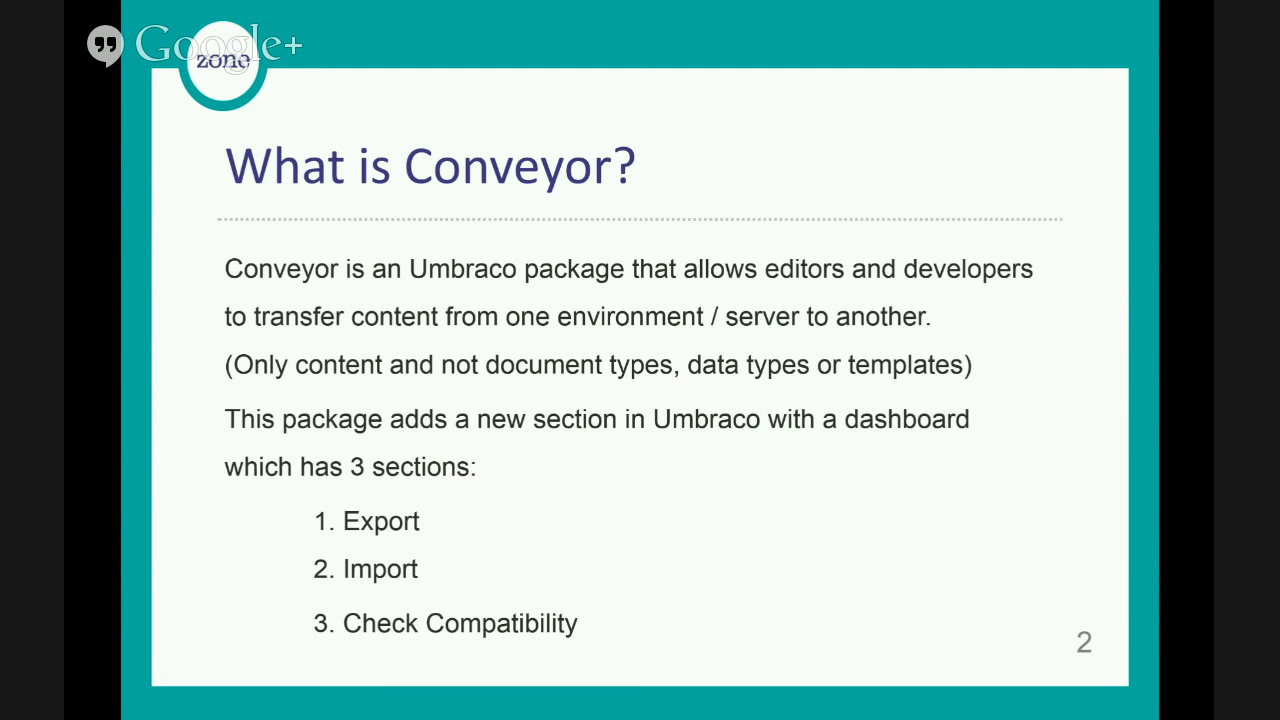 Google+
zone
What is Conveyor?
Conveyor is an Umbraco package that allows editors and developers
to transfer content from one environment / server to another.
(Only content and not document types, data types or templates)
This package adds a new section in Umbraco with a dashboard
which has 3 sections:
1. Export
2. Import
3. Check Compatibility
2